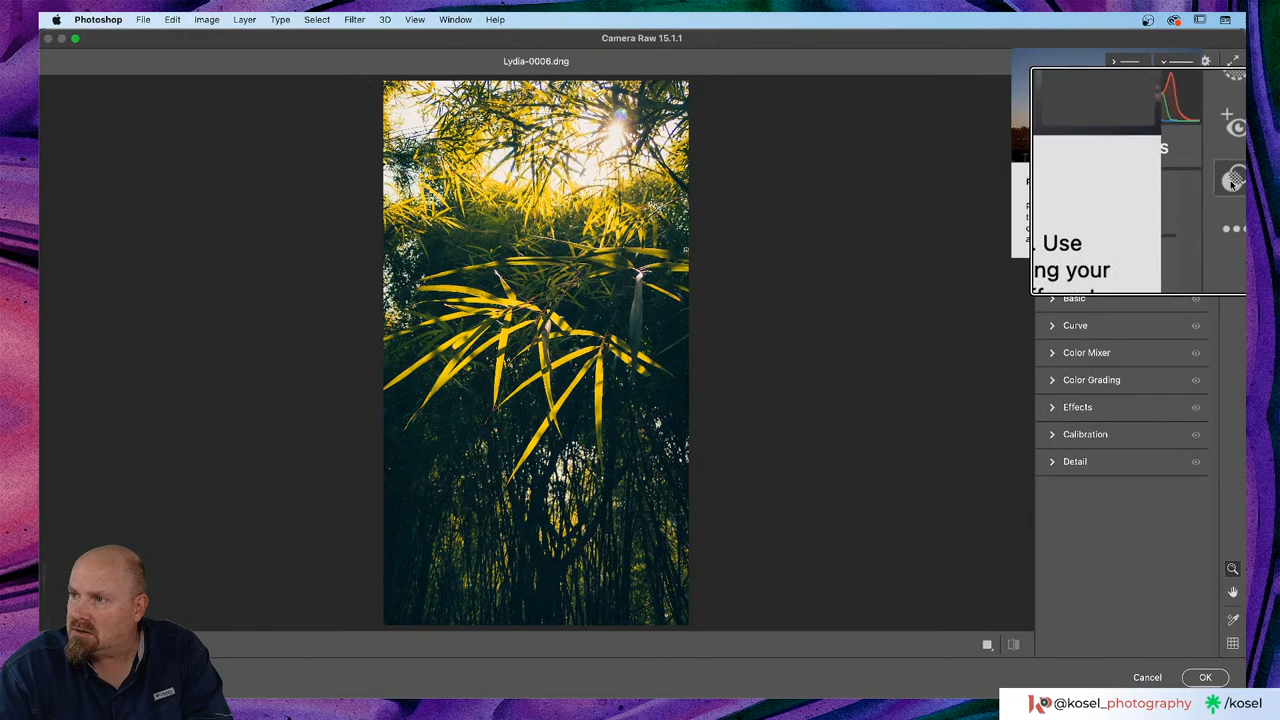 Photoshop File Edit Image Layer Type Select Filter 3D View Window Help
Camera Raw 15.1.1
Lydia-0006.dng
. Use
ng your
Basic
Curve
Color Mixer
Color Grading
Effects
Calibration
Detail
Cancel OK
@kosel_photography /kosel